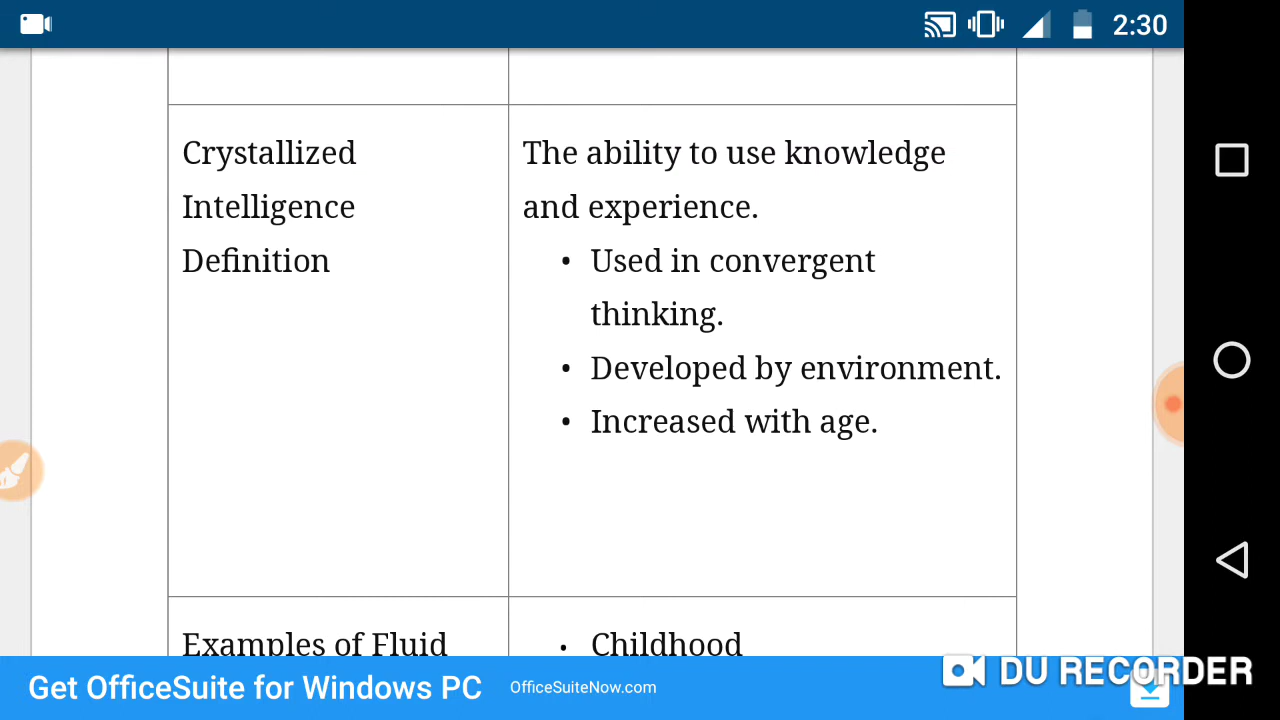 2:30
Crystallized
Intelligence
Definition
The ability to use knowledge
and experience.
• Used in convergent
thinking.
• Developed by environment.
• Increased with age.
Examples of Fluid
• Childhood
Get OfficeSuite for Windows PC
OfficeSuiteNow.com
DU RECORDER